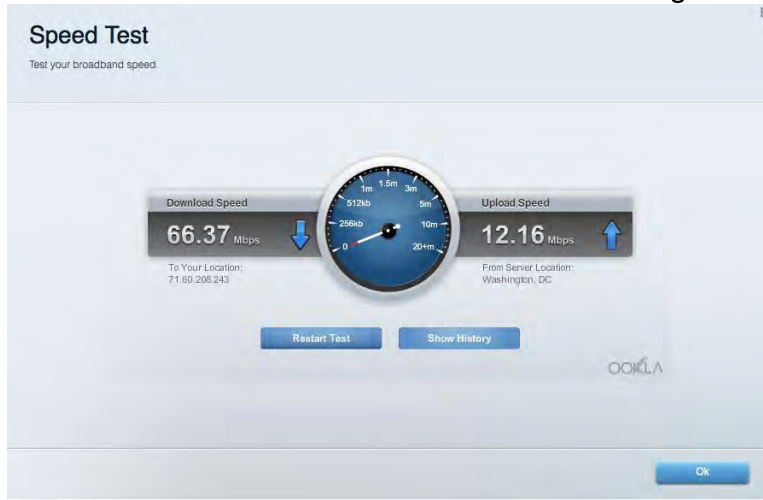 Speed Test
Test your broadband speed.
Download Speed
66.37 Mbps
To Your Location:
71.60.208.243
0
256kb
512kb
1m
1.5m
3m
5m
10m
20+m
Upload Speed
12.16 Mbps
From Server Location:
Washington, DC
Restart Test
Show History
OOKLA
Ok